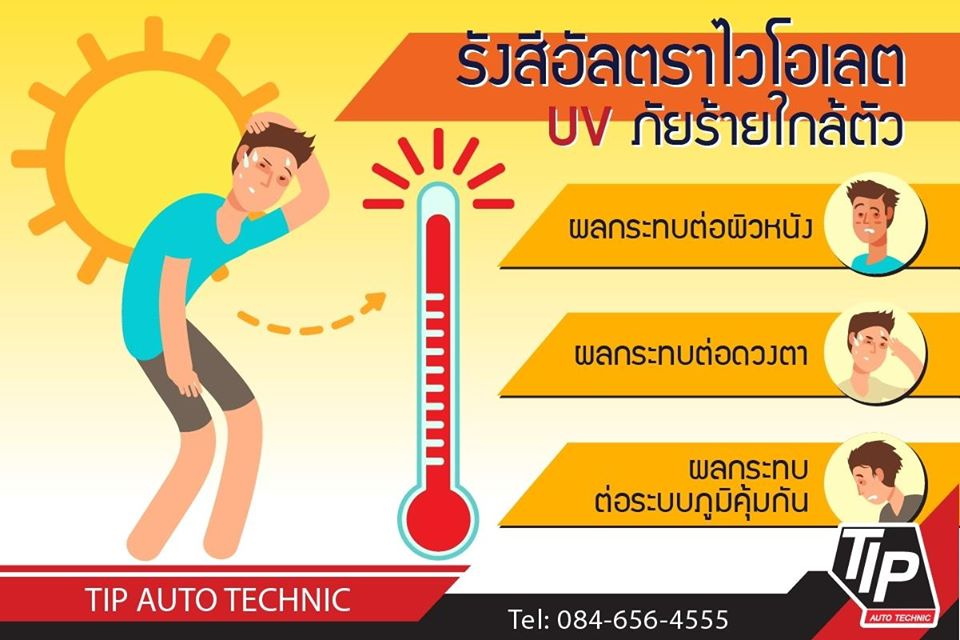 รังสีอัลตราไวโอเลต
UV ภัยร้ายใกล้ตัว
ผลกระทบต่อผิวหนัง
ผลกระทบต่อดวงตา
ผลกระทบ
ต่อระบบภูมิคุ้มกัน
TIP AUTO TECHNIC
Tel: 084-656-4555
TIP
AUTO TECHNIC